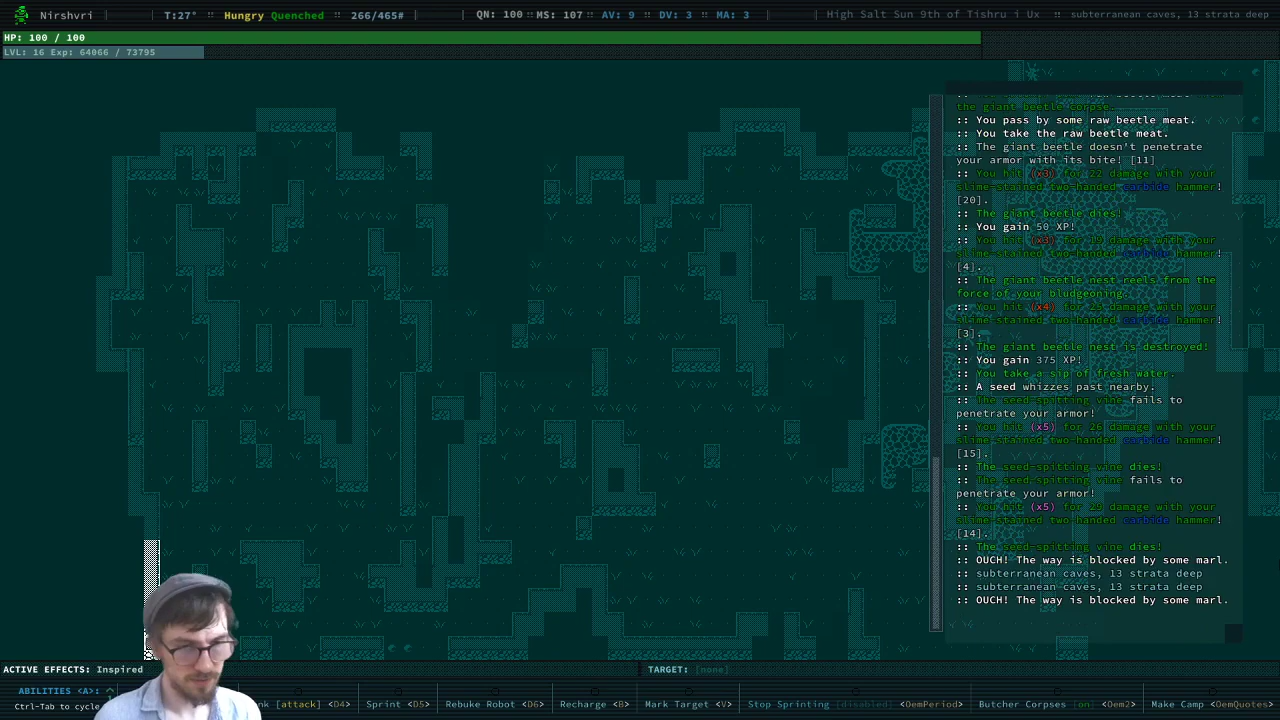 Nirshvri | T:27° :: Hungry Quenched :: 266/465# | QN: 100 :: MS: 107 :: AV: 9 :: DV: 3 :: MA: 3 | High Salt Sun 9th of Tishru i Ux :: subterranean caves, 13 strata deep
HP: 100 / 100
LVL: 16 Exp: 64066 / 73795
the giant beetle corpse.
:: You pass by some raw beetle meat.
:: You take the raw beetle meat.
:: The giant beetle doesn't penetrate
your armor with its bite! [11]
:: You hit (x3) for 22 damage with your
slime-stained two-handed carbide hammer!
[20].
:: The giant beetle dies!
:: You gain 50 XP!
:: You hit (x3) for 19 damage with your
slime-stained two-handed carbide hammer!
[4].
:: The giant beetle nest reels from the
force of your bludgeoning.
:: You hit (x4) for 25 damage with your
slime-stained two-handed carbide hammer!
[3].
:: The giant beetle nest is destroyed!
:: You gain 375 XP!
:: You take a sip of fresh water.
:: A seed whizzes past nearby.
:: The seed-spitting vine fails to
penetrate your armor!
:: You hit (x5) for 26 damage with your
slime-stained two-handed carbide hammer!
[15].
:: The seed-spitting vine dies!
:: The seed-spitting vine fails to
penetrate your armor!
:: You hit (x5) for 29 damage with your
slime-stained two-handed carbide hammer!
[14].
:: The seed-spitting vine dies!
:: OUCH! The way is blocked by some marl.
:: subterranean caves, 13 strata deep
:: subterranean caves, 13 strata deep
:: OUCH! The way is blocked by some marl.
ACTIVE EFFECTS: Inspired
TARGET: [none]
ABILITIES <A>:
Ctrl-Tab to cycle
[attack] <D4> Sprint <D5> Rebuke Robot <D6> Recharge <B> Mark Target <V> Stop Sprinting [disabled] <OemPeriod> Butcher Corpses [on] <Oem2> Make Camp <OemQuotes>